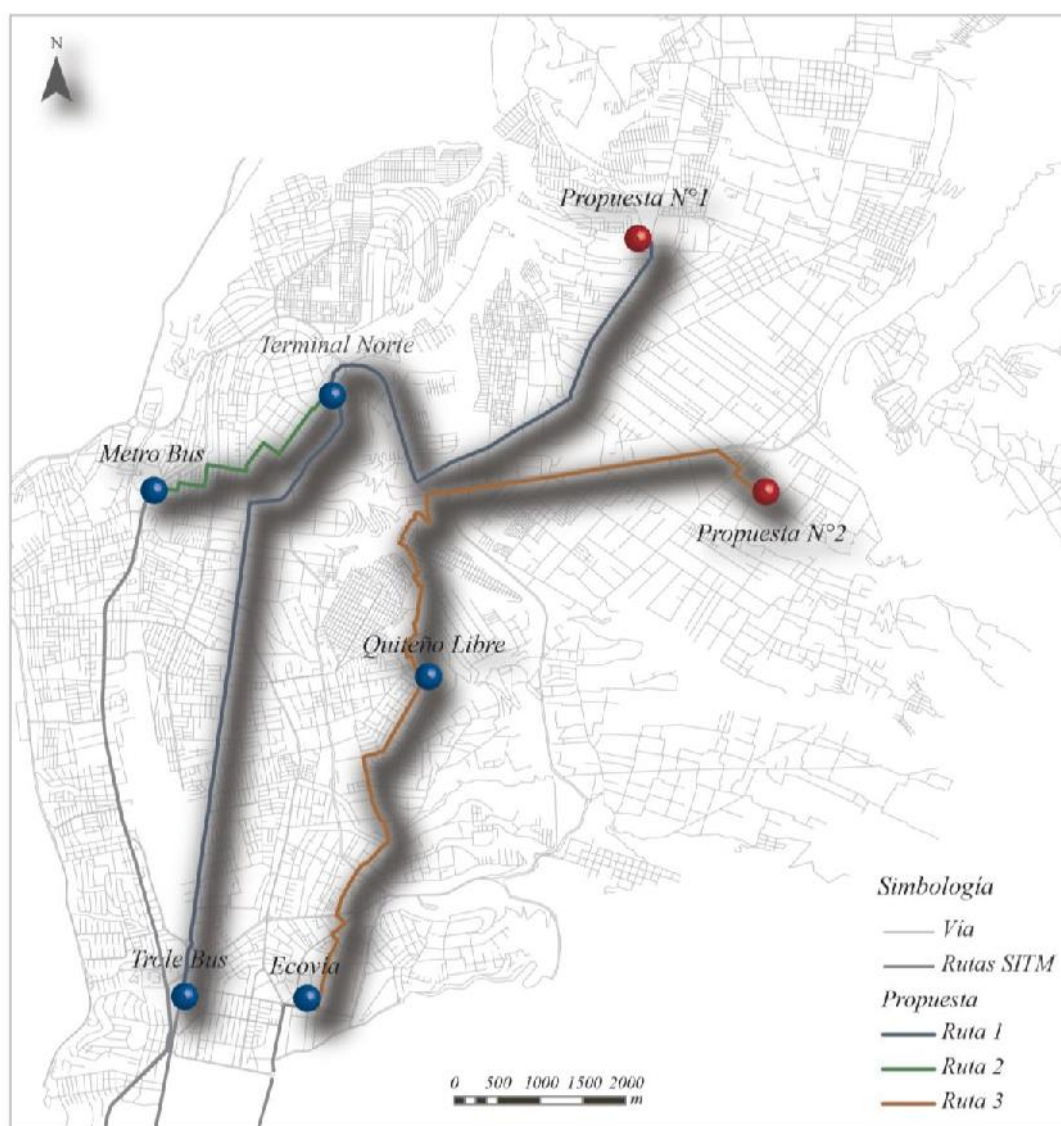 N
Propuesta N°1
Terminal Norte
Metro Bus
Propuesta N°2
Quiteño Libre
Trole Bus
Ecovía
Simbología
Vía
Rutas SITM
Propuesta
Ruta 1
Ruta 2
Ruta 3
0 500 1000 1500 2000
m